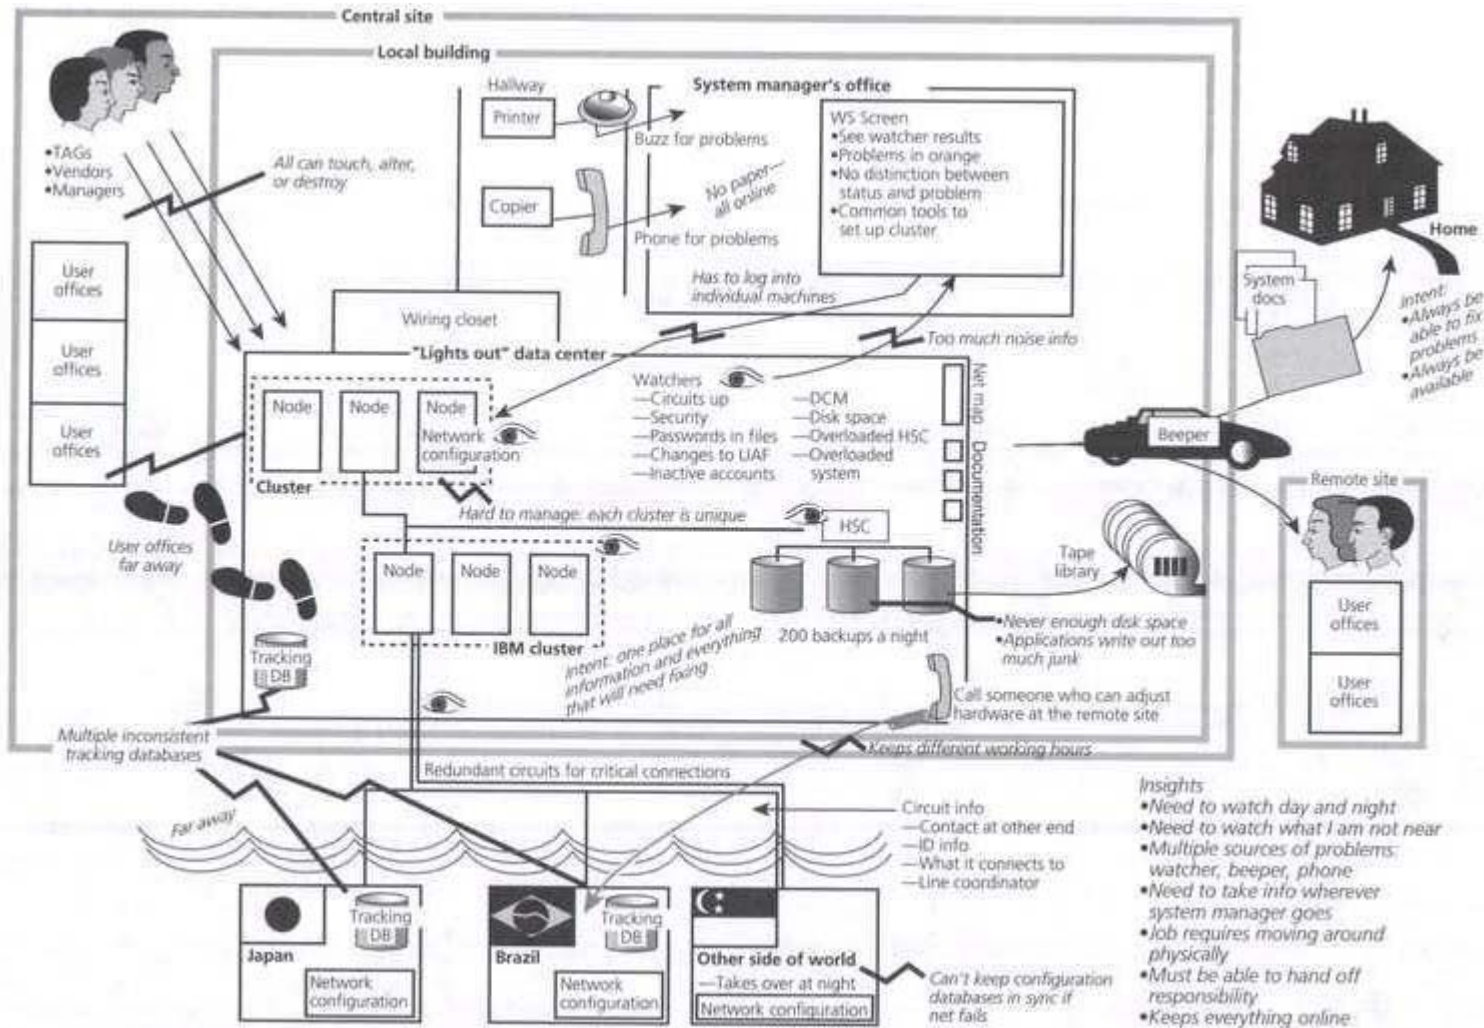 Central site
Local building
•TAGs
•Vendors
•Managers
All can touch, alter,
or destroy
User
offices
User
offices
User
offices
User offices
far away
Hallway
Printer
Copier
Buzz for problems
Phone for problems
No paper—
all online
System manager's office
WS Screen
•See watcher results
•Problems in orange
•No distinction between
status and problem
•Common tools to
set up cluster
Has to log into
individual machines
Too much noise info
Wiring closet
"Lights out" data center
Node
Node
Node
Network
configuration
Cluster
Hard to manage: each cluster is unique
Watchers
—Circuits up
—Security
—Passwords in files
—Changes to UAF
—Inactive accounts
—DCM
—Disk space
—Overloaded HSC
—Overloaded
system
Net map
Documentation
HSC
200 backups a night
Node
Node
Node
IBM cluster
Intent: one place for all
information and everything
that will need fixing
Tracking
DB
Tape
library
•Never enough disk space
•Applications write out too
much junk
Call someone who can adjust
hardware at the remote site
Keeps different working hours
Home
System
docs
Intent:
•Always be
able to fix
problems
•Always be
available
Beeper
Remote site
User
offices
User
offices
Multiple inconsistent
tracking databases
Redundant circuits for critical connections
Far away
Circuit info
—Contact at other end
—ID info
—What it connects to
—Line coordinator
Tracking
DB
Japan
Network
configuration
Tracking
DB
Brazil
Network
configuration
Other side of world
—Takes over at night
Network configuration
Can't keep configuration
databases in sync if
net fails
Insights
•Need to watch day and night
•Need to watch what I am not near
•Multiple sources of problems:
watcher, beeper, phone
•Need to take info wherever
system manager goes
•Job requires moving around
physically
•Must be able to hand off
responsibility
•Keeps everything online